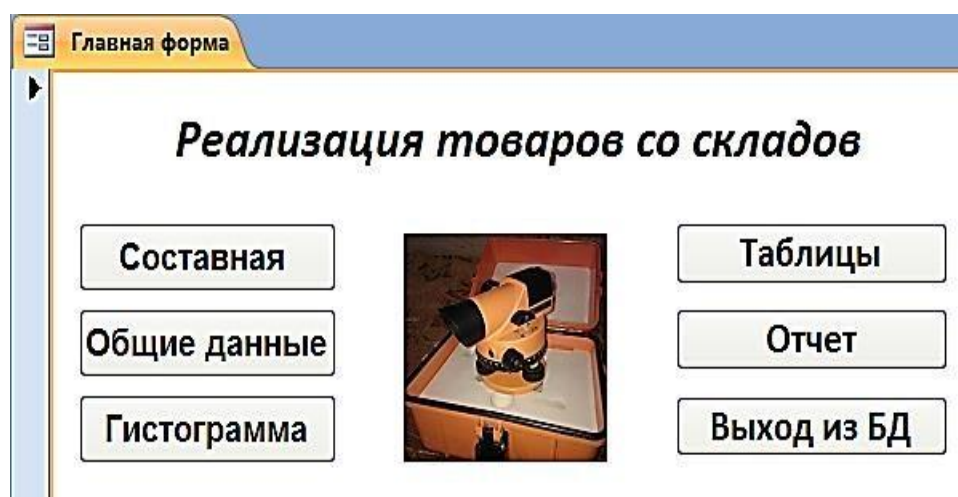 Главная форма
Реализация товаров со складов
Составная
Общие данные
Гистограмма
Таблицы
Отчет
Выход из БД